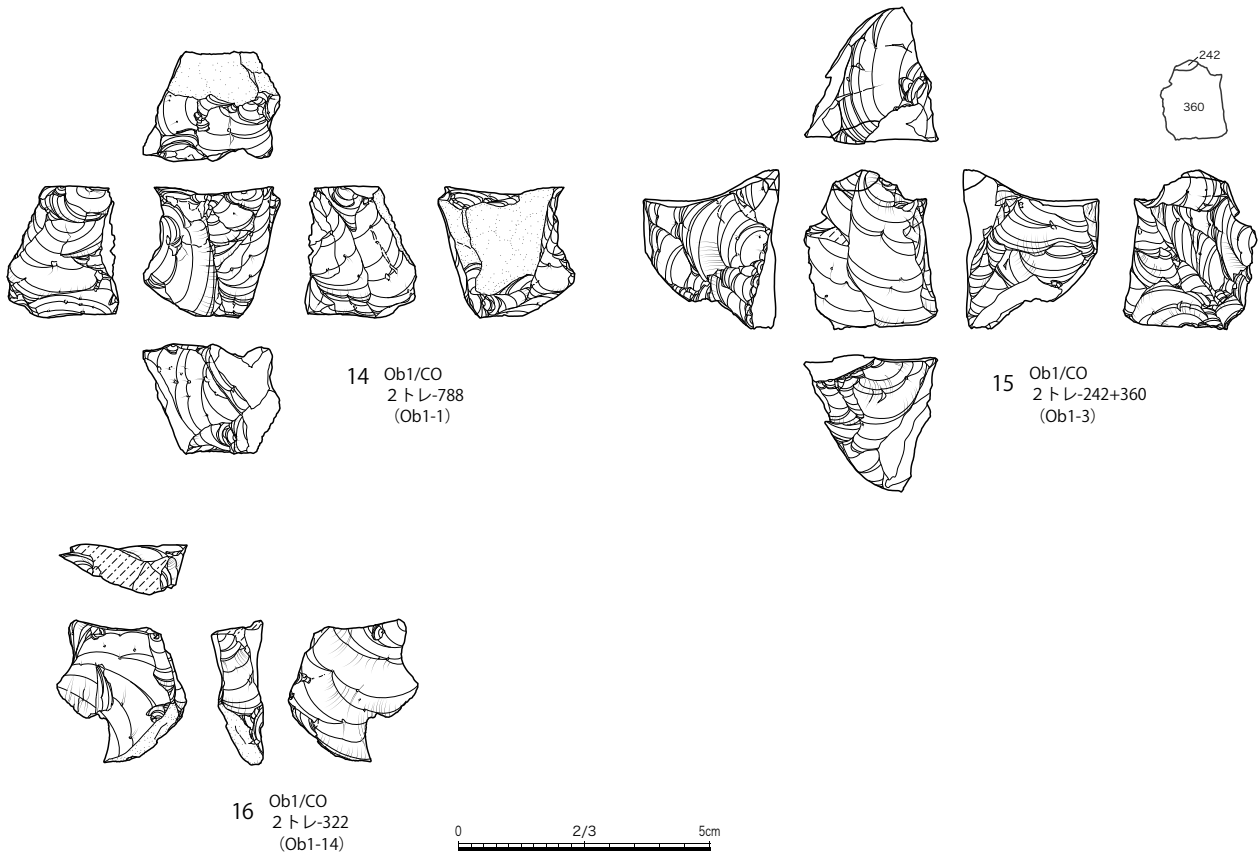 242
360
14 Ob1/CO
2トレ-788
（Ob1-1）
15 Ob1/CO
2トレ-242+360
（Ob1-3）
16 Ob1/CO
2トレ-322
（Ob1-14）
0 2/3 5cm